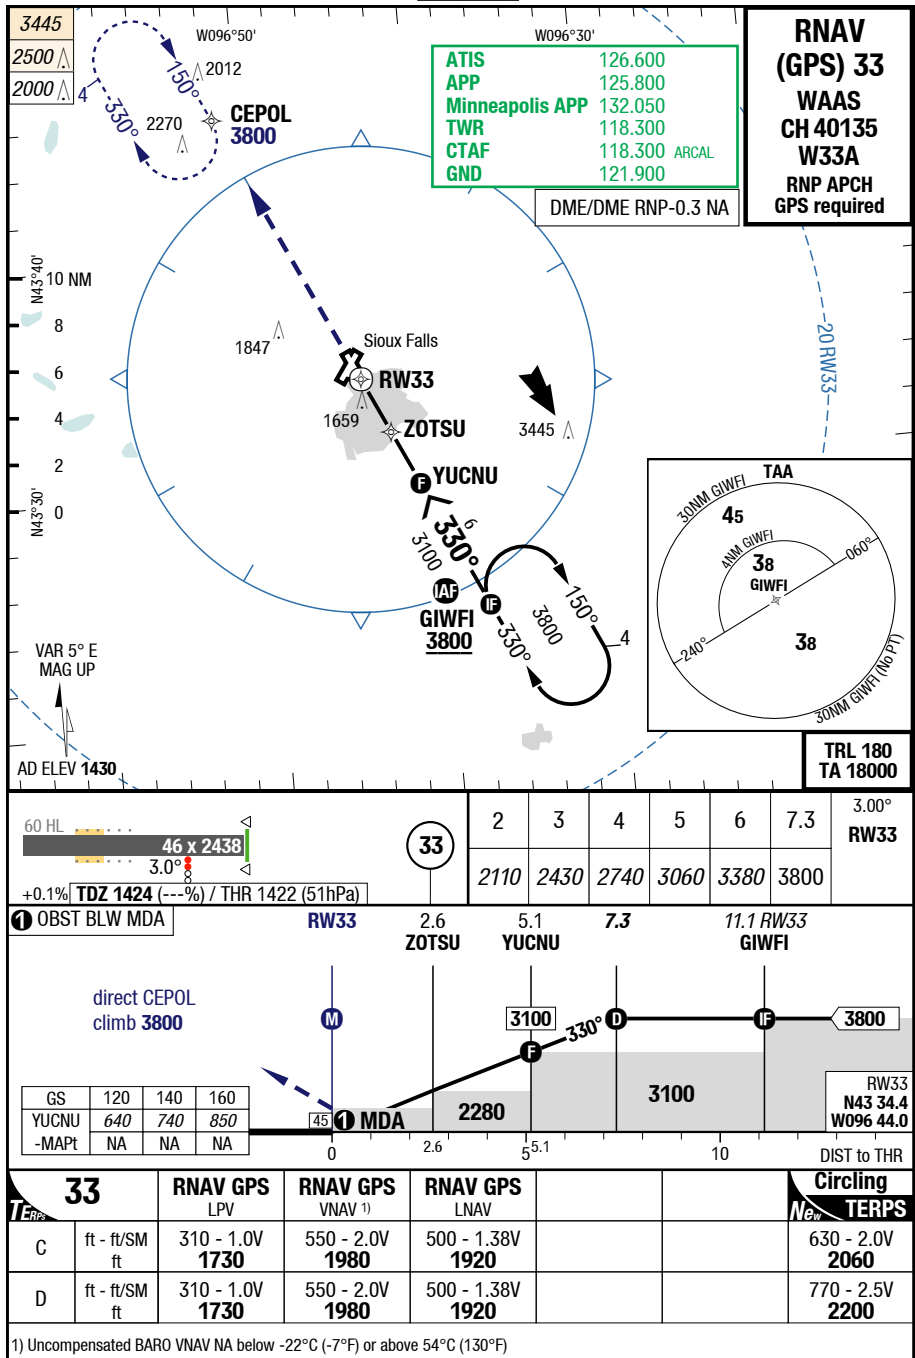 3445
2500
2000
W096°50'
W096°30'
2012
2270
150°
330°
4
CEPOL
3800
ATIS 126.600
APP 125.800
Minneapolis APP 132.050
TWR 118.300
CTAF 118.300 ARCAL
GND 121.900
DME/DME RNP-0.3 NA
RNAV
(GPS) 33
WAAS
CH 40135
W33A
RNP APCH
GPS required
N43°40'
10 NM
8
6
4
2
0
N43°30'
1847
Sioux Falls
RW33
1659
ZOTSU
3445
20 RW33
F YUCNU
6
330°
3100
IAF
GIWFI
3800
IF
150°
3800
330°
4
TAA
30NM GIWFI
45
4NM GIWFI
38
GIWFI
060°
240°
38
30NM GIWFI (No PT)
VAR 5° E
MAG UP
AD ELEV 1430
TRL 180
TA 18000
60 HL
46 x 2438
3.0°
+0.1% TDZ 1424 (---%) / THR 1422 (51hPa)
33
2 3 4 5 6 7.3 3.00°
RW33
2110 2430 2740 3060 3380 3800
1 OBST BLW MDA
RW33 2.6 5.1 7.3 11.1 RW33
ZOTSU YUCNU GIWFI
direct CEPOL
climb 3800
M
3100
330°
D
IF
3800
F
3100
2280
45
1 MDA
RW33
N43 34.4
W096 44.0
GS 120 140 160
YUCNU 640 740 850
-MAPt NA NA NA
0 2.6 5 5.1 10 DIST to THR
TERPS 33 RNAV GPS RNAV GPS RNAV GPS Circling
LPV VNAV 1) LNAV New TERPS
C ft - ft/SM 310 - 1.0V 550 - 2.0V 500 - 1.38V 630 - 2.0V
ft 1730 1980 1920 2060
D ft - ft/SM 310 - 1.0V 550 - 2.0V 500 - 1.38V 770 - 2.5V
ft 1730 1980 1920 2200
1) Uncompensated BARO VNAV NA below -22°C (-7°F) or above 54°C (130°F)